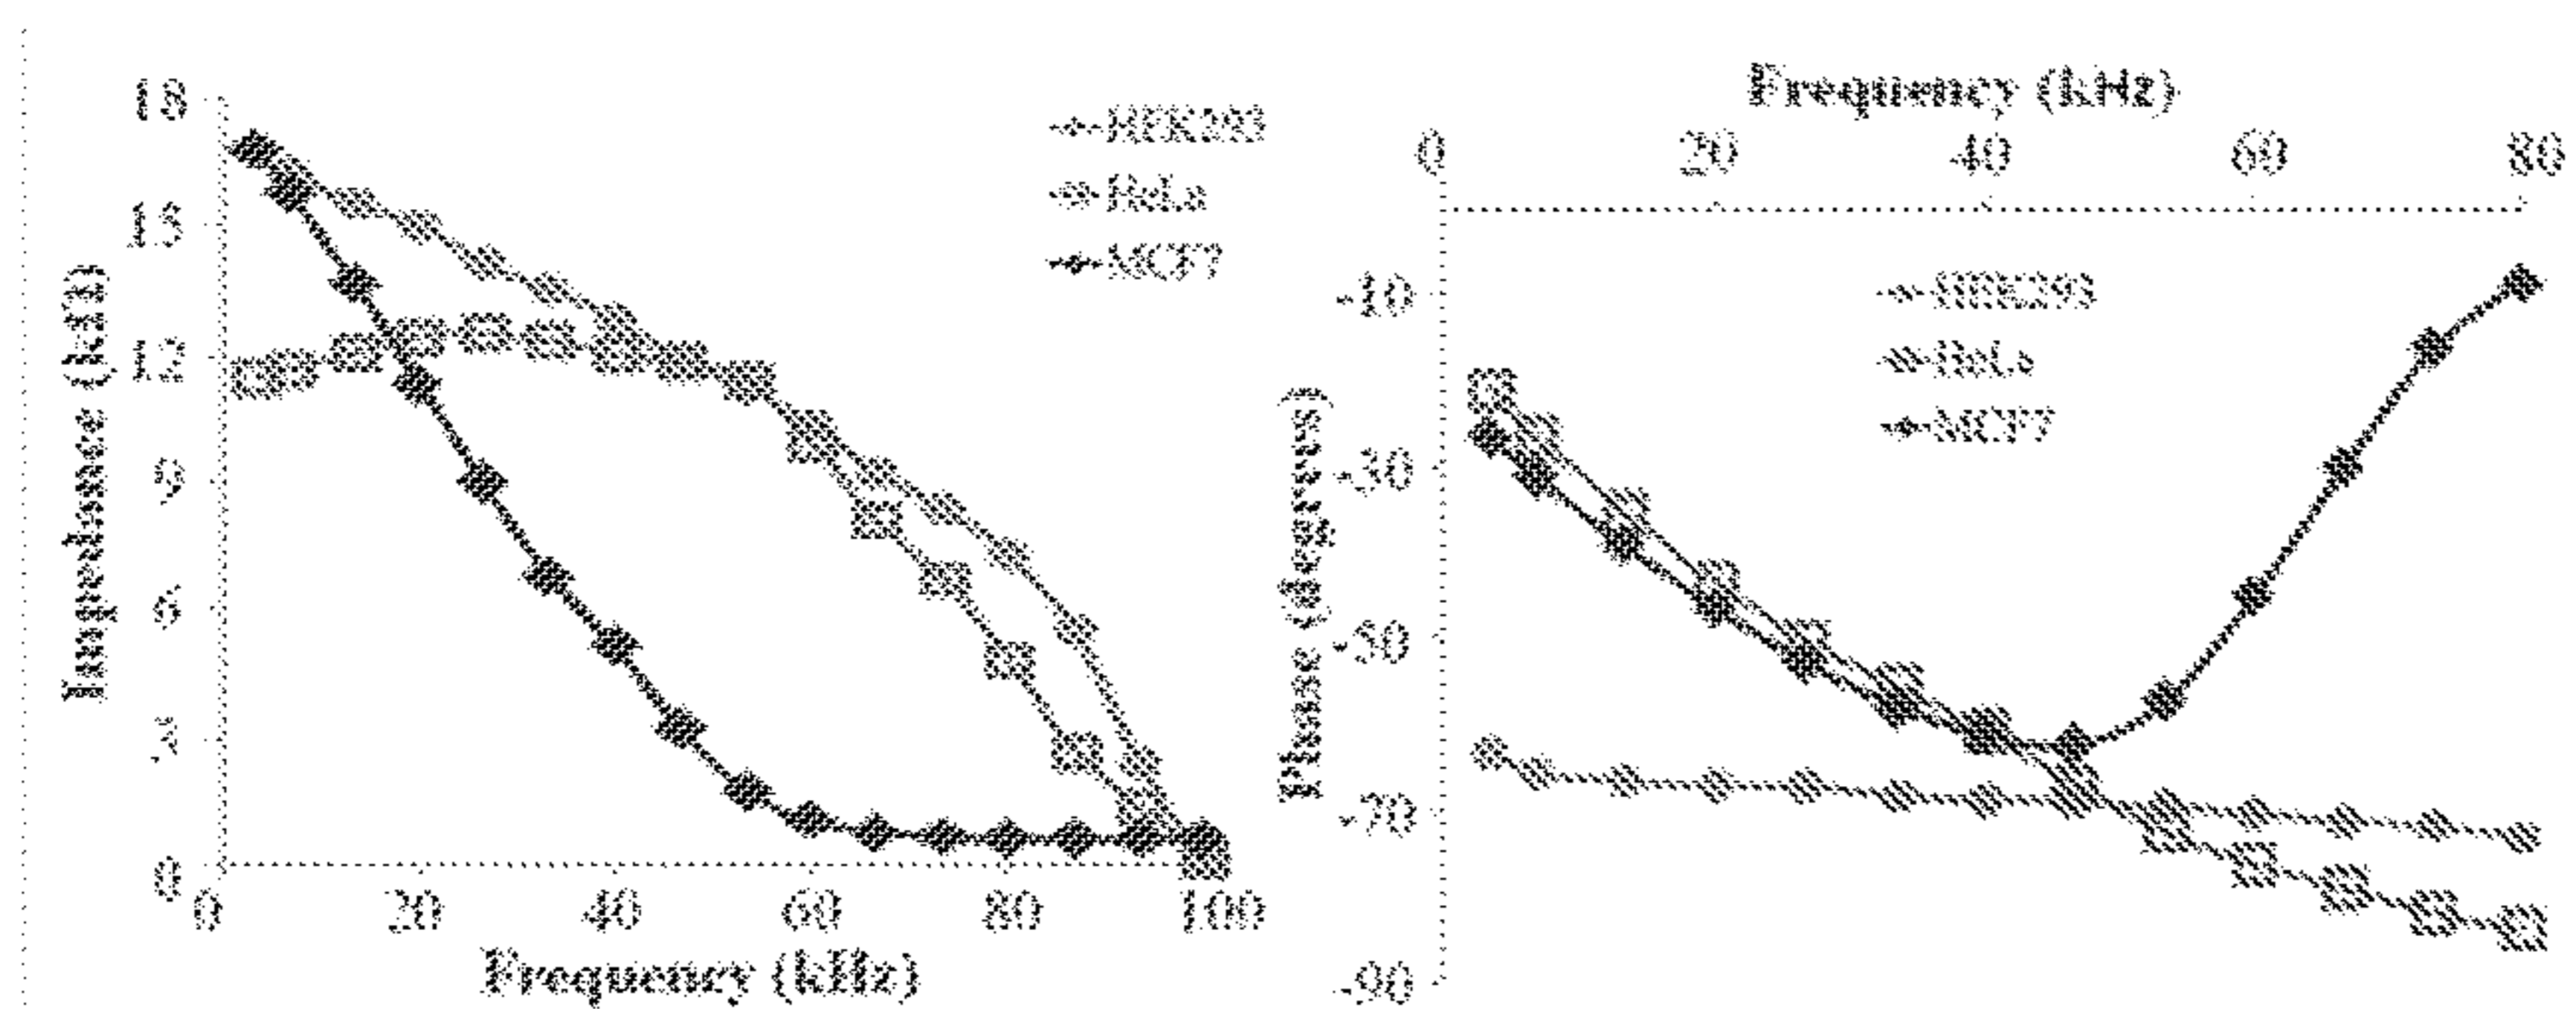 18
15
12
9
6
3
0
Impedance (kΩ)
0 20 40 60 80 100
Frequency (kHz)
HEK293
HeLa
MCF7
Frequency (kHz)
0 20 40 60 80
-10
-30
-50
-70
-90
Phase (degrees)
HEK293
HeLa
MCF7